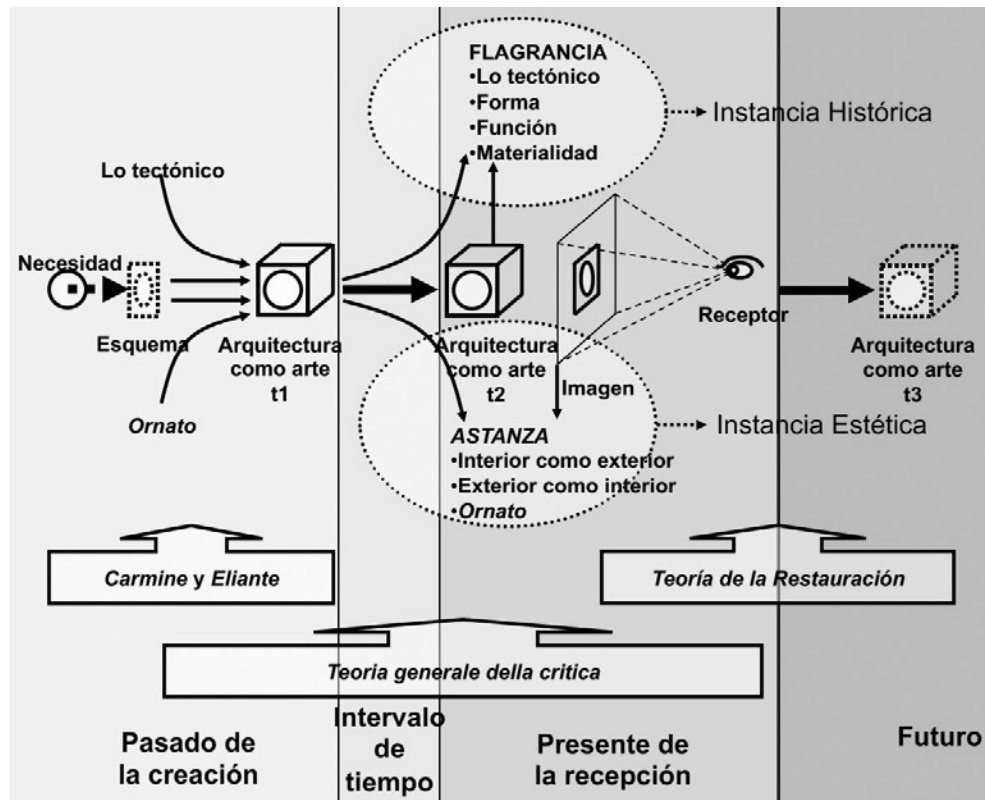 FLAGRANCIA
•Lo tectónico
•Forma
•Función
•Materialidad
Instancia Histórica
Lo tectónico
Necesidad
Esquema
Arquitectura
como arte
t1
Ornato
Arquitectura
como arte
t2
Imagen
Receptor
Arquitectura
como arte
t3
ASTANZA
•Interior como exterior
•Exterior como interior
•Ornato
Instancia Estética
Carmine y Eliante
Teoría de la Restauración
Teoria generale della critica
Pasado de
la creación
Intervalo
de
tiempo
Presente de
la recepción
Futuro